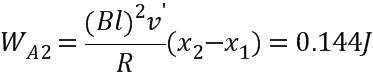 W_{A2} = \frac{(Bl)^2 v^'}{R}(x_2 - x_1) = 0.144J